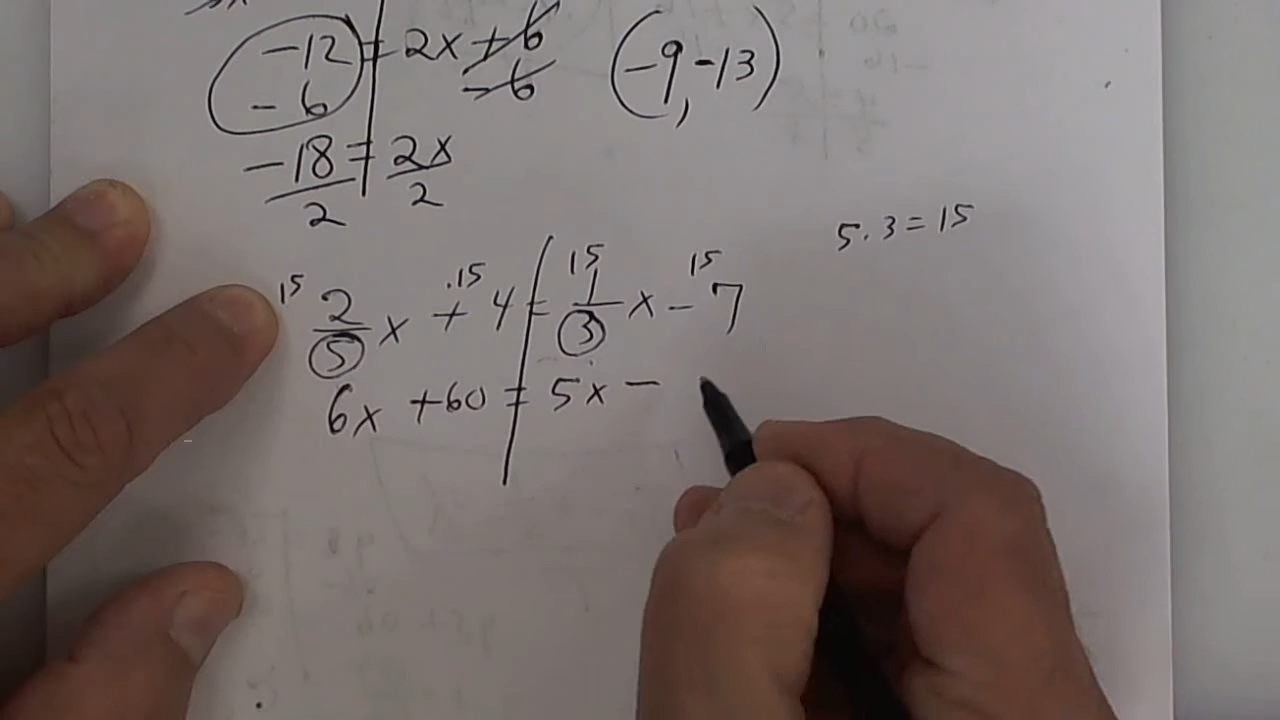 -12 = 2x + 6
- 6 - 6 (-9, -13)
-18 = 2x
2 2
5 . 3 = 15
15 .15 15 15
2/5 x + 4 = 1/3 x - 7
6x + 60 = 5x -